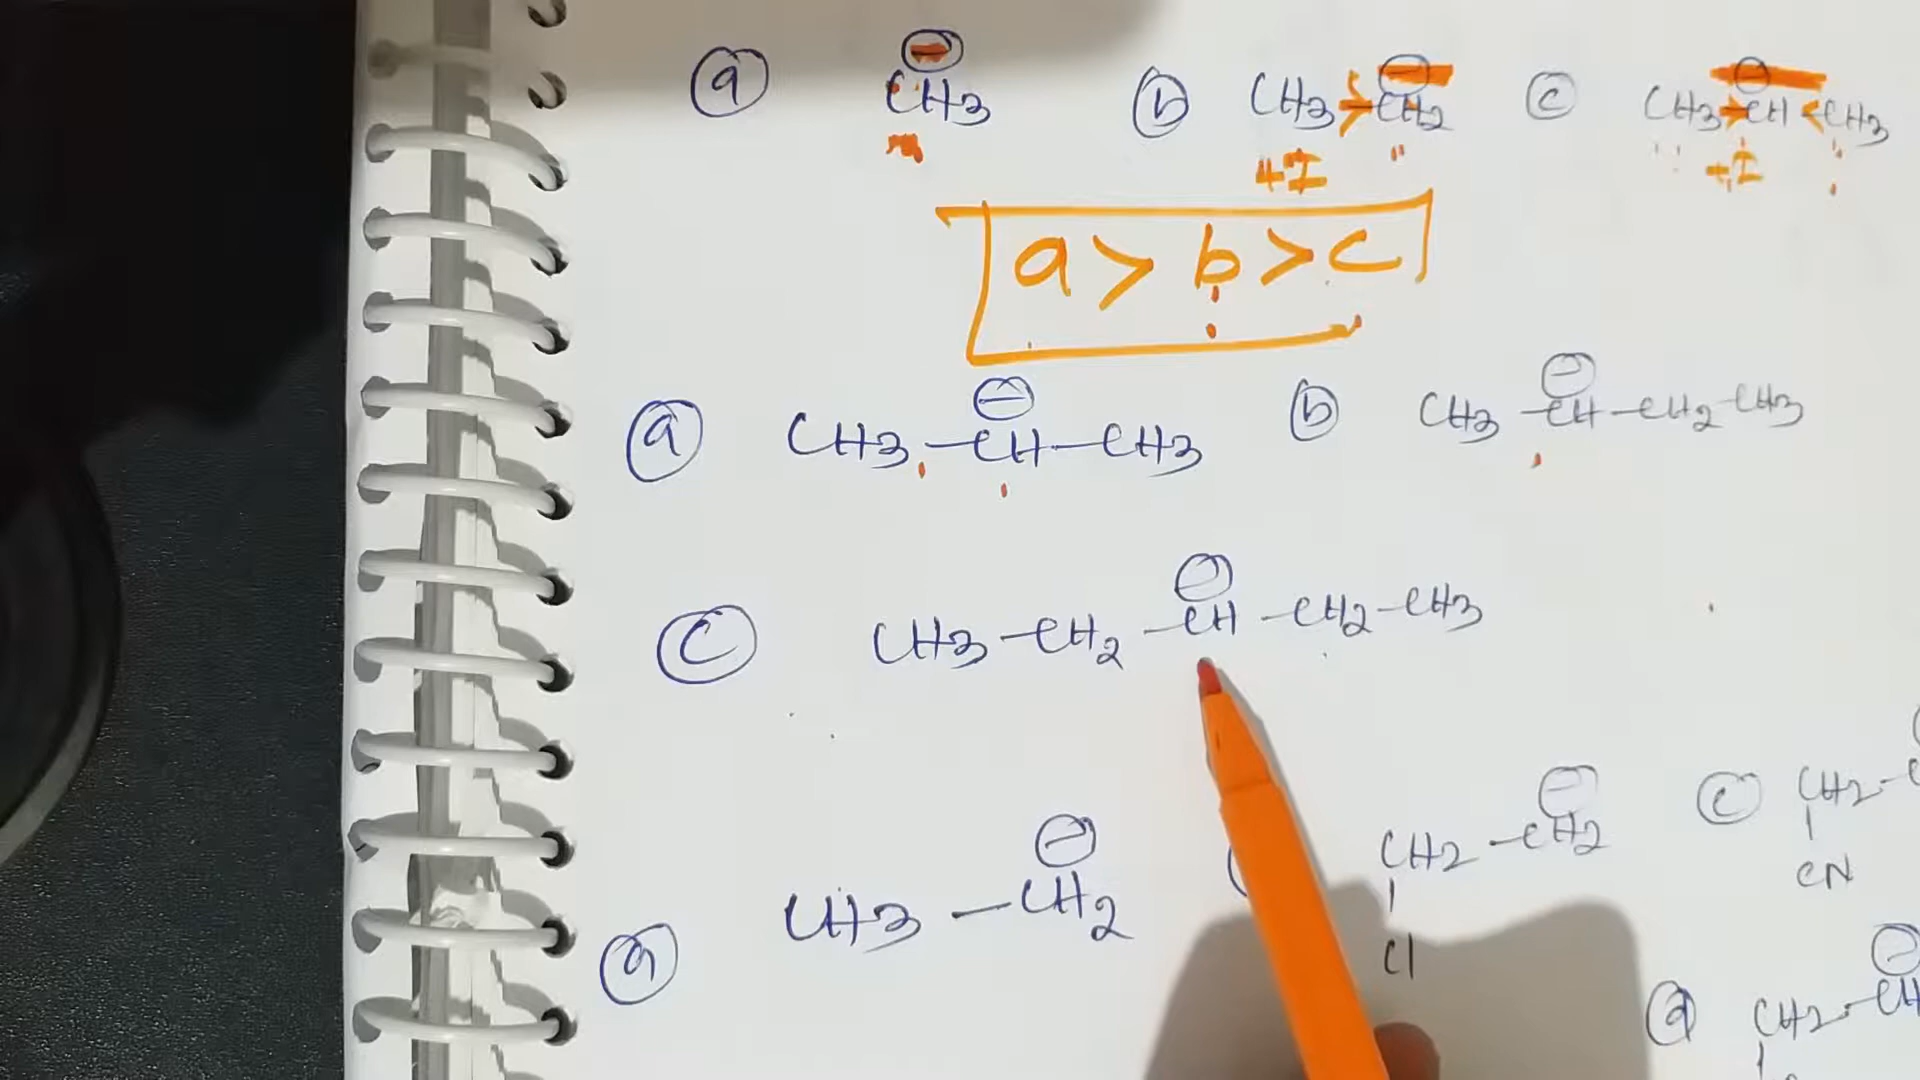 ⓐ CH3⊖ ⓑ CH3-CH2⊖ ⓒ CH3-CH⊖-CH3
+I +I
a > b > c
ⓐ CH3-CH⊖-CH3 ⓑ CH3-CH⊖-CH2-CH3
ⓒ CH3-CH2-CH⊖-CH2-CH3
ⓐ CH3-CH2⊖ CH2-CH2⊖ ⓒ CH2-
Cl CN
ⓓ CH2-CH⊖